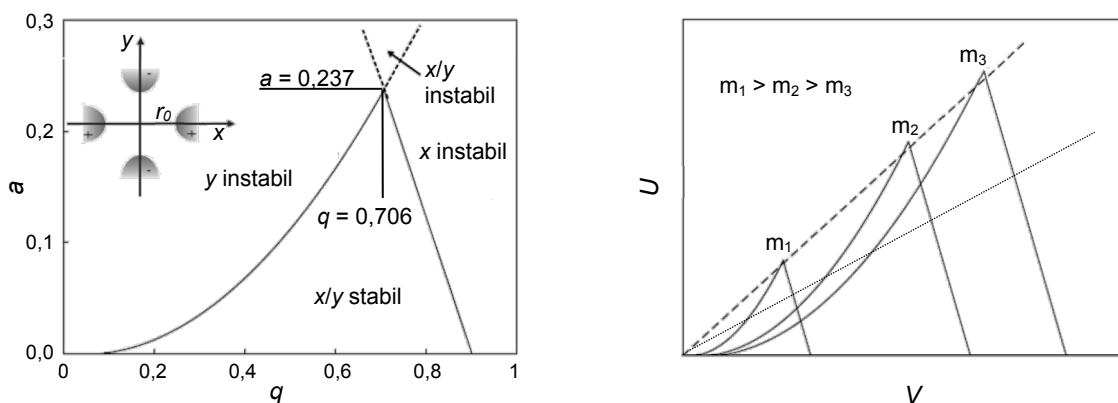 0,3
0,2
0,1
0,0
a
0
0,2
0,4
0,6
0,8
1
q
y
x
r0
-
+
+
-
a = 0,237
q = 0,706
x/y
instabil
x instabil
y instabil
x/y stabil
U
V
m1 > m2 > m3
m1
m2
m3